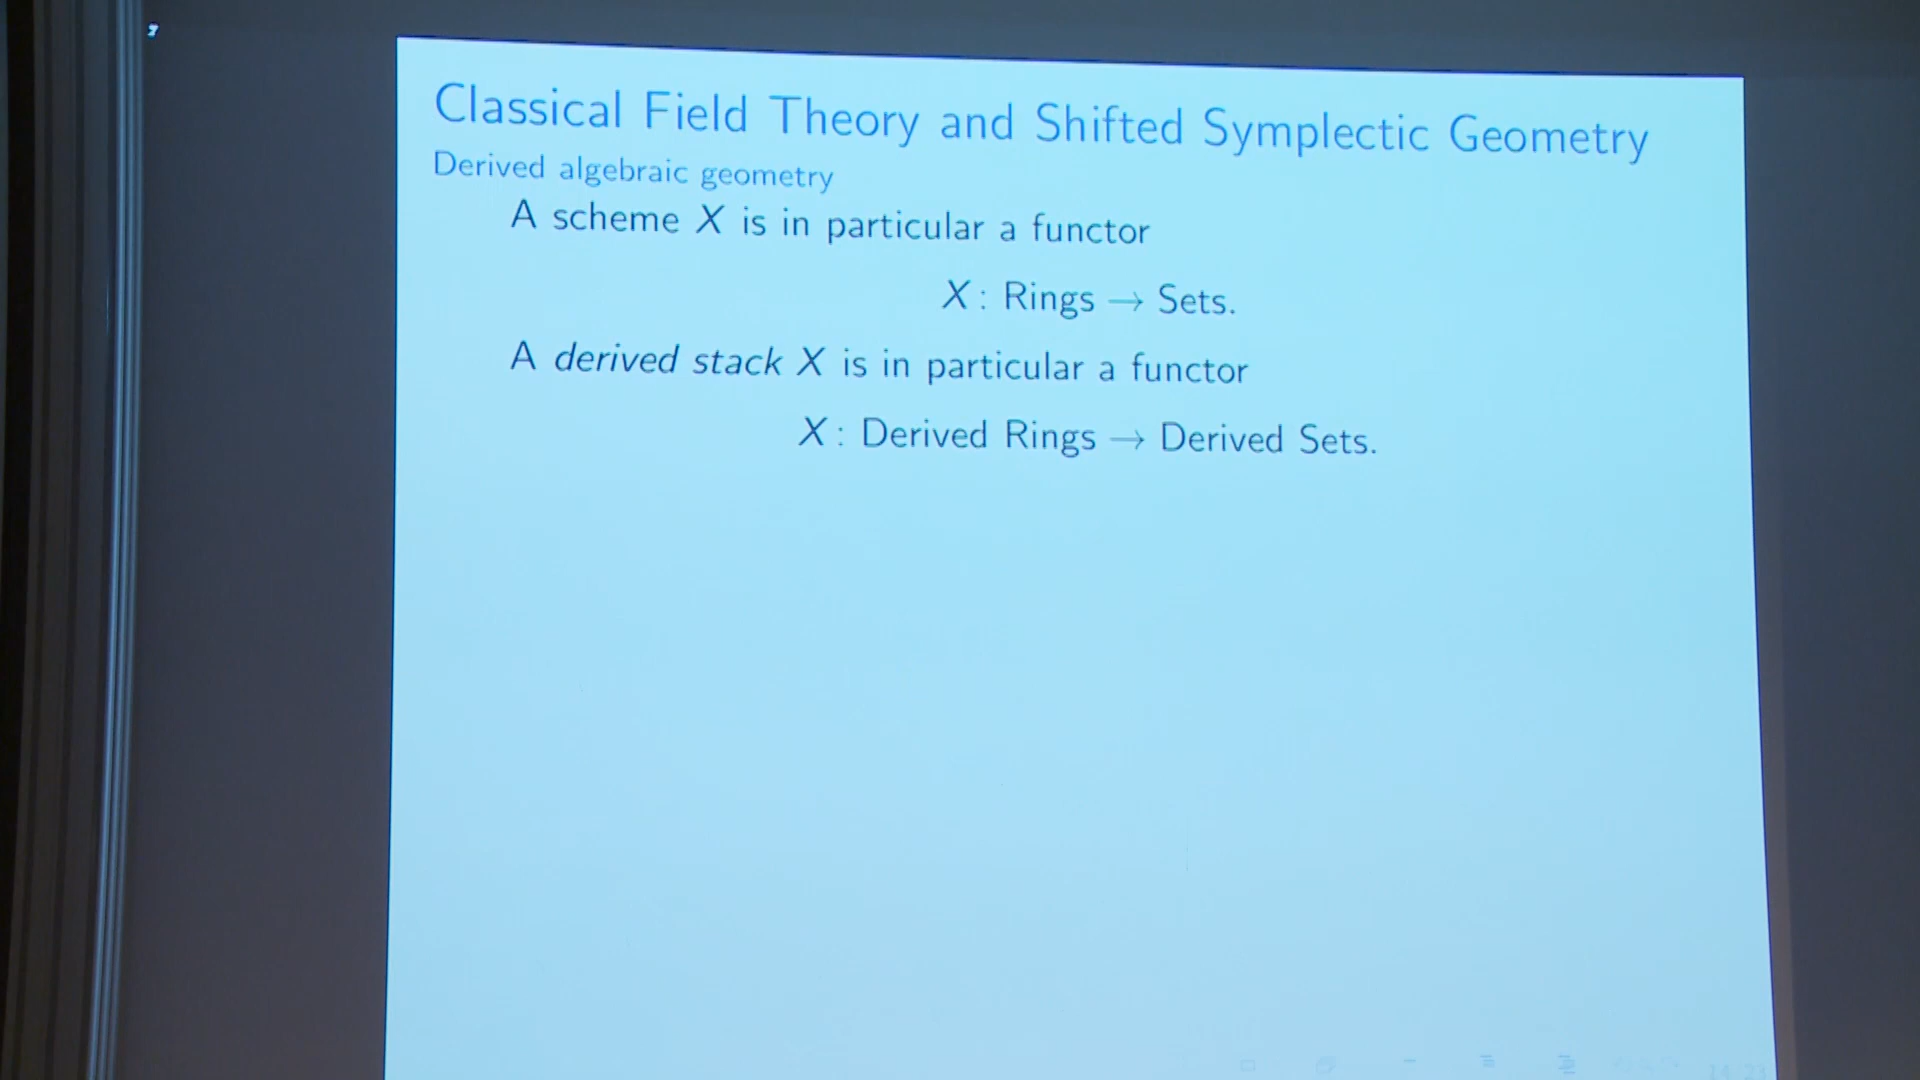 Classical Field Theory and Shifted Symplectic Geometry
Derived algebraic geometry
A scheme X is in particular a functor
X : Rings → Sets.
A derived stack X is in particular a functor
X : Derived Rings → Derived Sets.